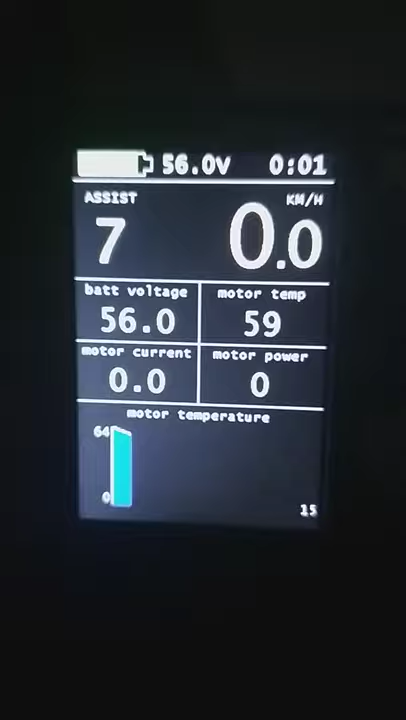 56.0V 0:01
ASSIST KM/H
7 0.0
batt voltage motor temp
56.0 59
motor current motor power
0.0 0
motor temperature
64
0
15